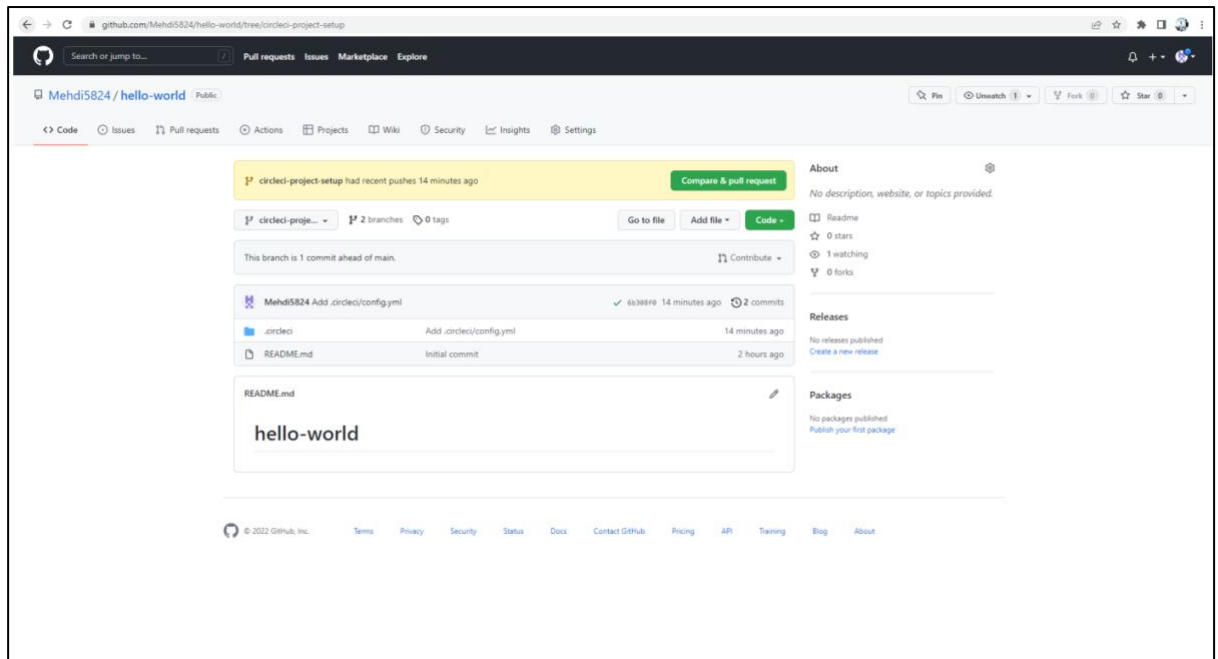 github.com/Mehdi5824/hello-world/tree/circleci-project-setup
Search or jump to... / Pull requests Issues Marketplace Explore
Mehdi5824 / hello-world Public Pin Unwatch 1 Fork 0 Star 0
<> Code Issues Pull requests Actions Projects Wiki Security Insights Settings
circleci-project-setup had recent pushes 14 minutes ago Compare & pull request
circleci-proje... 2 branches 0 tags Go to file Add file Code
This branch is 1 commit ahead of main. Contribute
Mehdi5824 Add .circleci/config.yml 14 minutes ago 2 commits
.circleci Add .circleci/config.yml 14 minutes ago
README.md Initial commit 2 hours ago
README.md
hello-world
About
No description, website, or topics provided.
Readme
0 stars
1 watching
0 forks
Releases
No releases published
Create a new release
Packages
No packages published
Publish your first package
© 2022 GitHub, Inc. Terms Privacy Security Status Docs Contact GitHub Pricing API Training Blog About